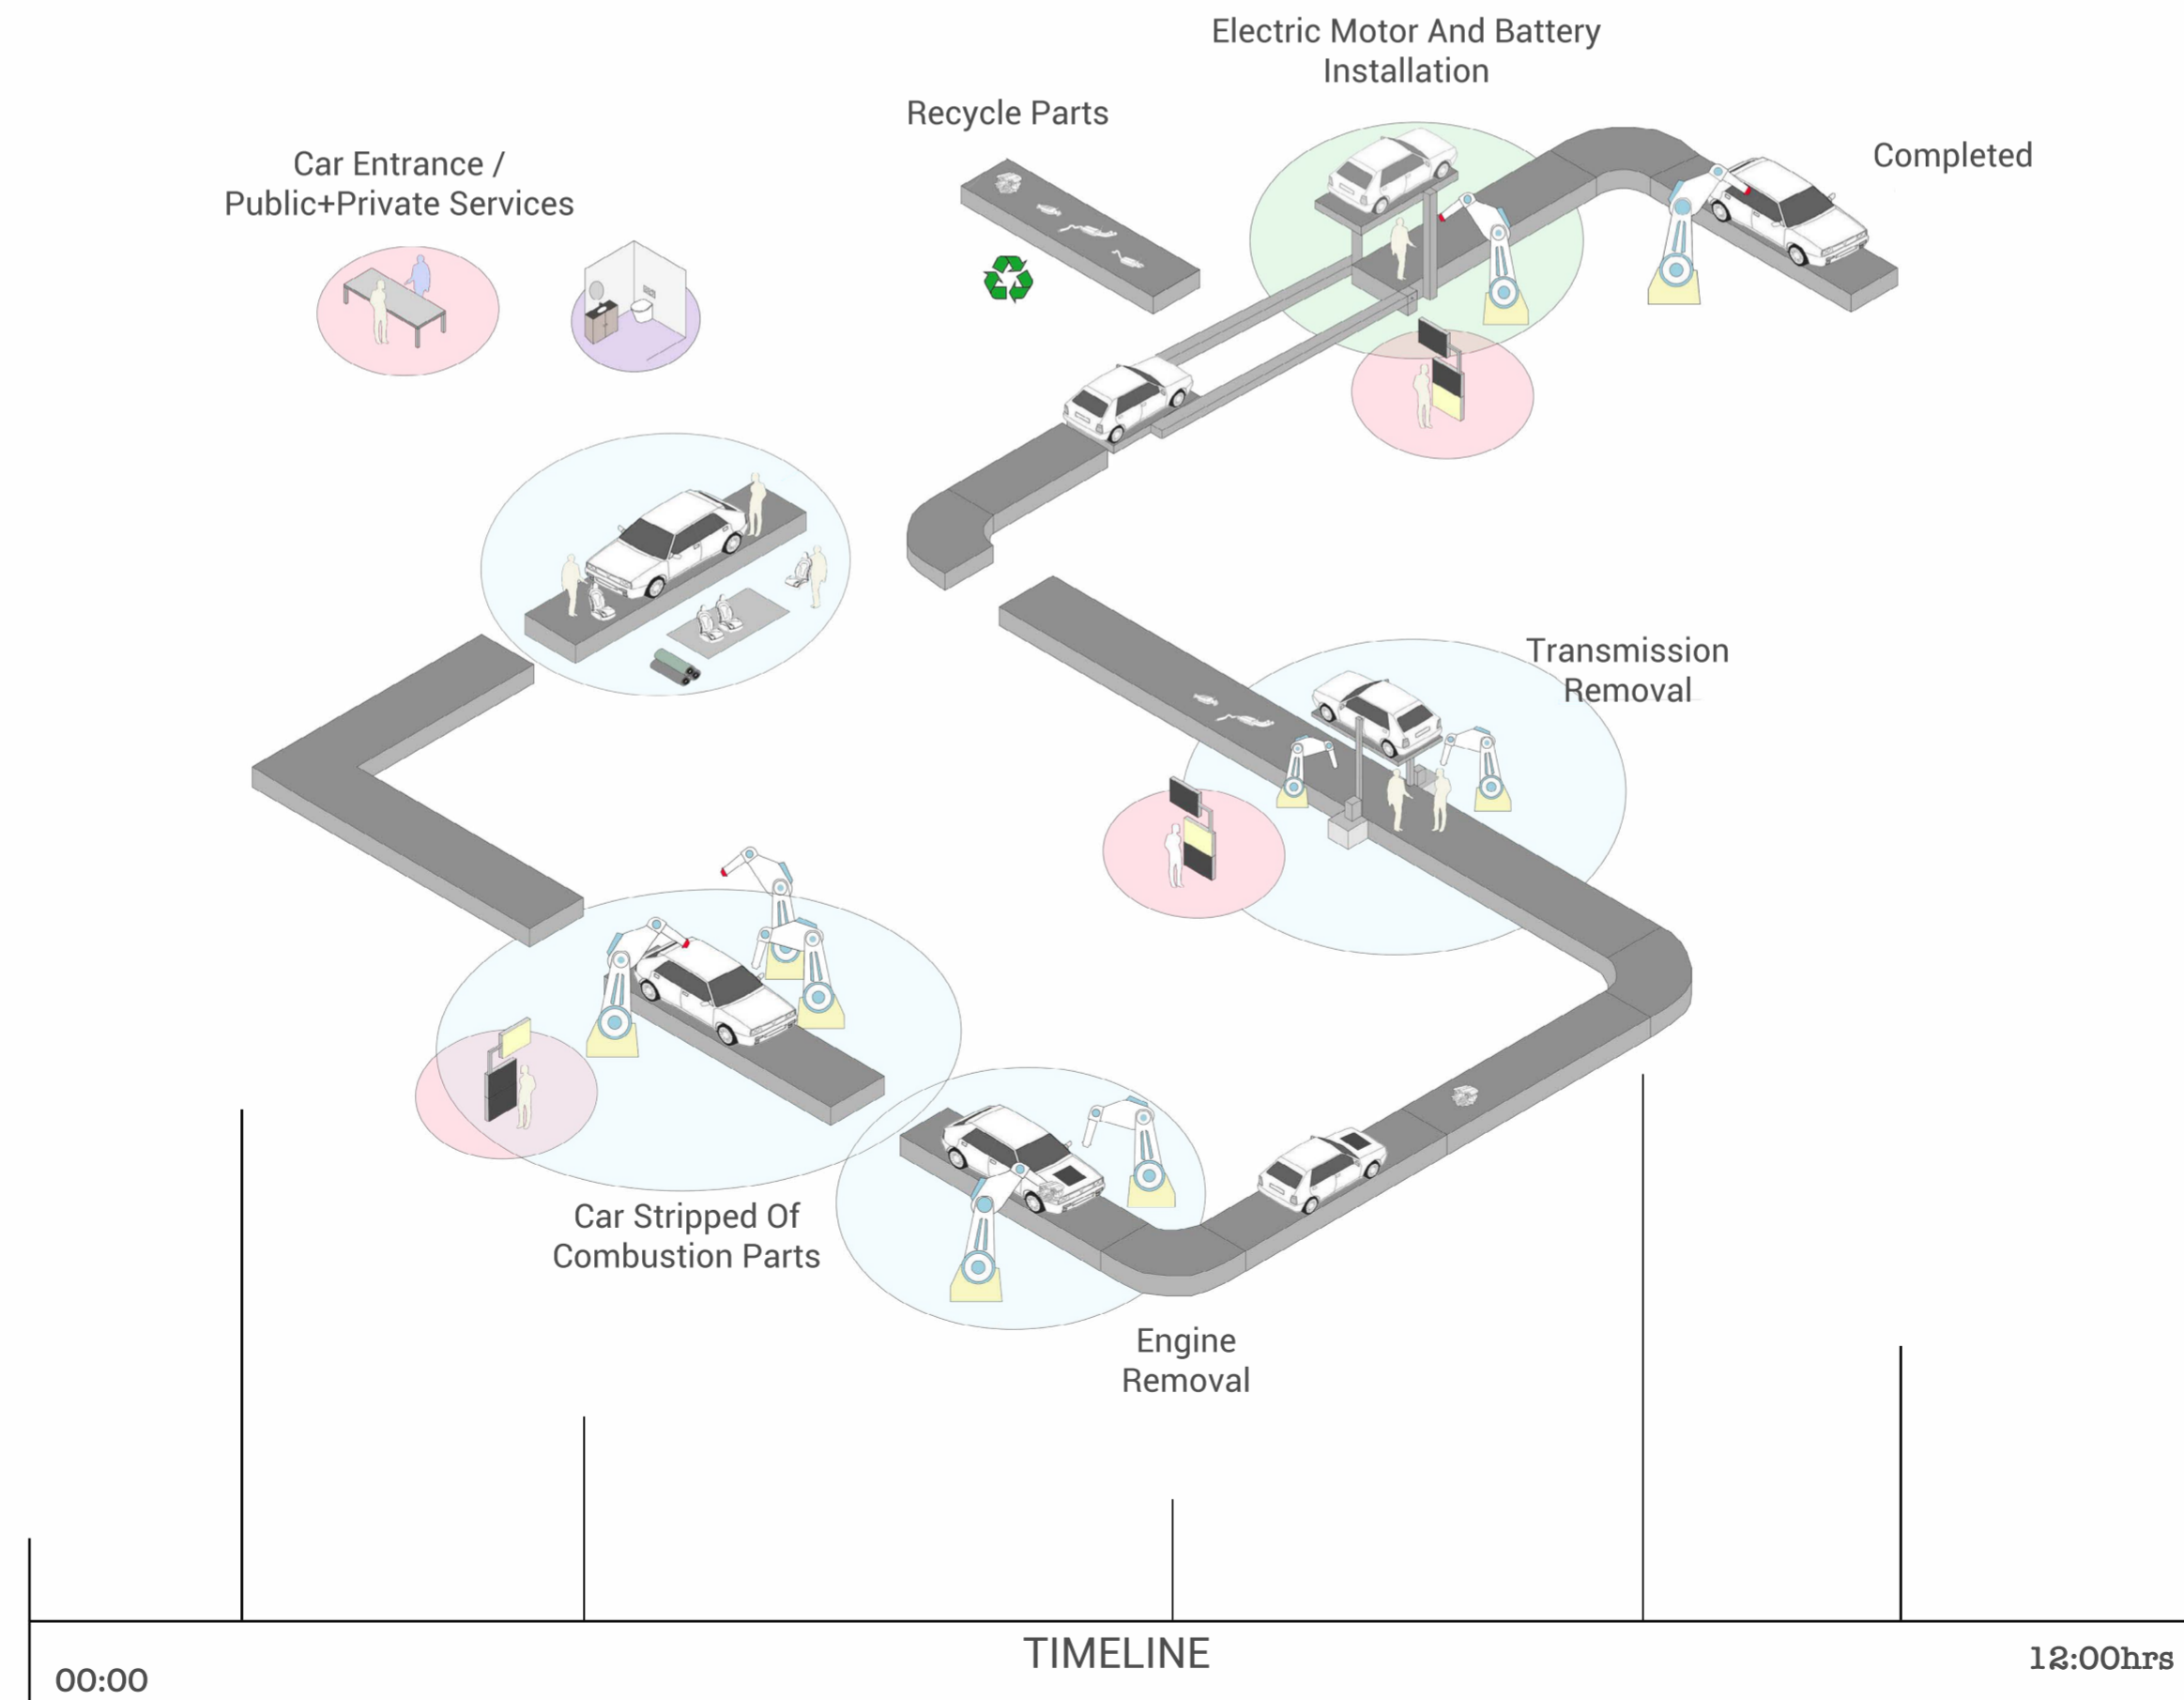 Electric Motor And Battery
Installation
Recycle Parts
Completed
Car Entrance /
Public+Private Services
Transmission
Removal
Car Stripped Of
Combustion Parts
Engine
Removal
TIMELINE
00:00
12:00hrs